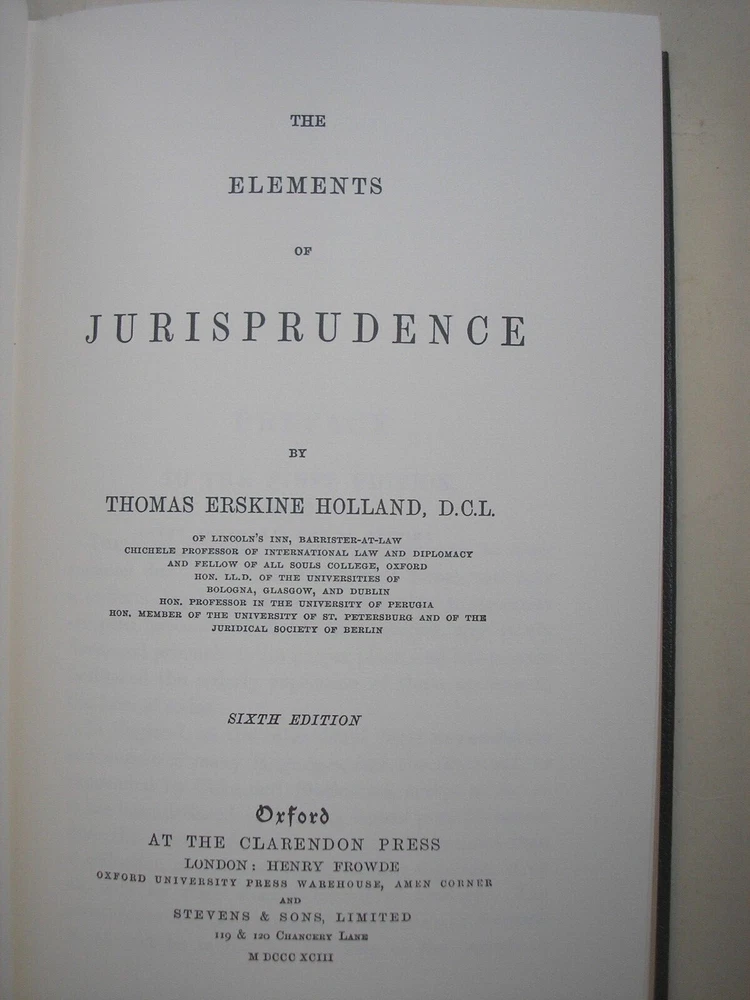 THE
ELEMENTS
OF
JURISPRUDENCE
BY
THOMAS ERSKINE HOLLAND, D.C.L.
OF LINCOLN'S INN, BARRISTER-AT-LAW
CHICHELE PROFESSOR OF INTERNATIONAL LAW AND DIPLOMACY
AND FELLOW OF ALL SOULS COLLEGE, OXFORD
HON. LL.D. OF THE UNIVERSITIES OF
BOLOGNA, GLASGOW, AND DUBLIN
HON. PROFESSOR IN THE UNIVERSITY OF PERUGIA
HON. MEMBER OF THE UNIVERSITY OF ST. PETERSBURG AND OF THE
JURIDICAL SOCIETY OF BERLIN
SIXTH EDITION
Oxford
AT THE CLARENDON PRESS
LONDON: HENRY FROWDE
OXFORD UNIVERSITY PRESS WAREHOUSE, AMEN CORNER
AND
STEVENS & SONS, LIMITED
119 & 120 CHANCERY LANE
M DCCC XCIII